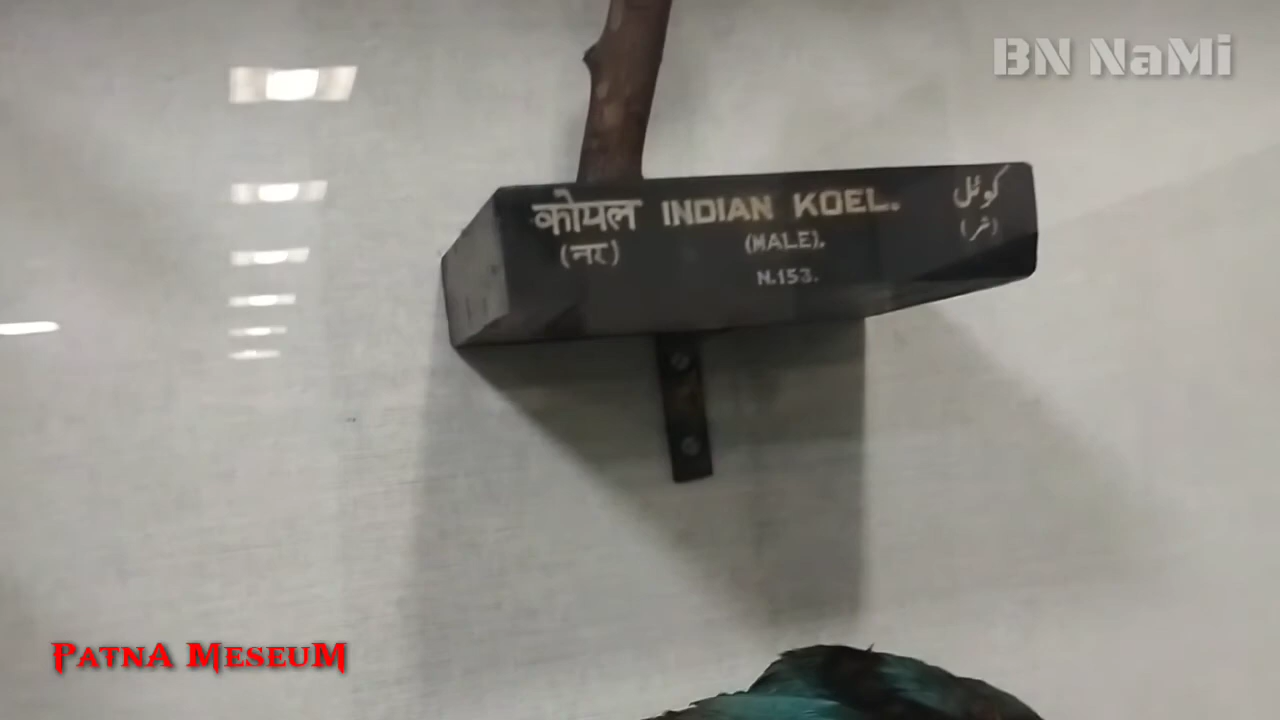 BN NaMi
कोयल INDIAN KOEL. کوئل
(नर) (MALE). (نر)
N.153.
PATNA MESEUM